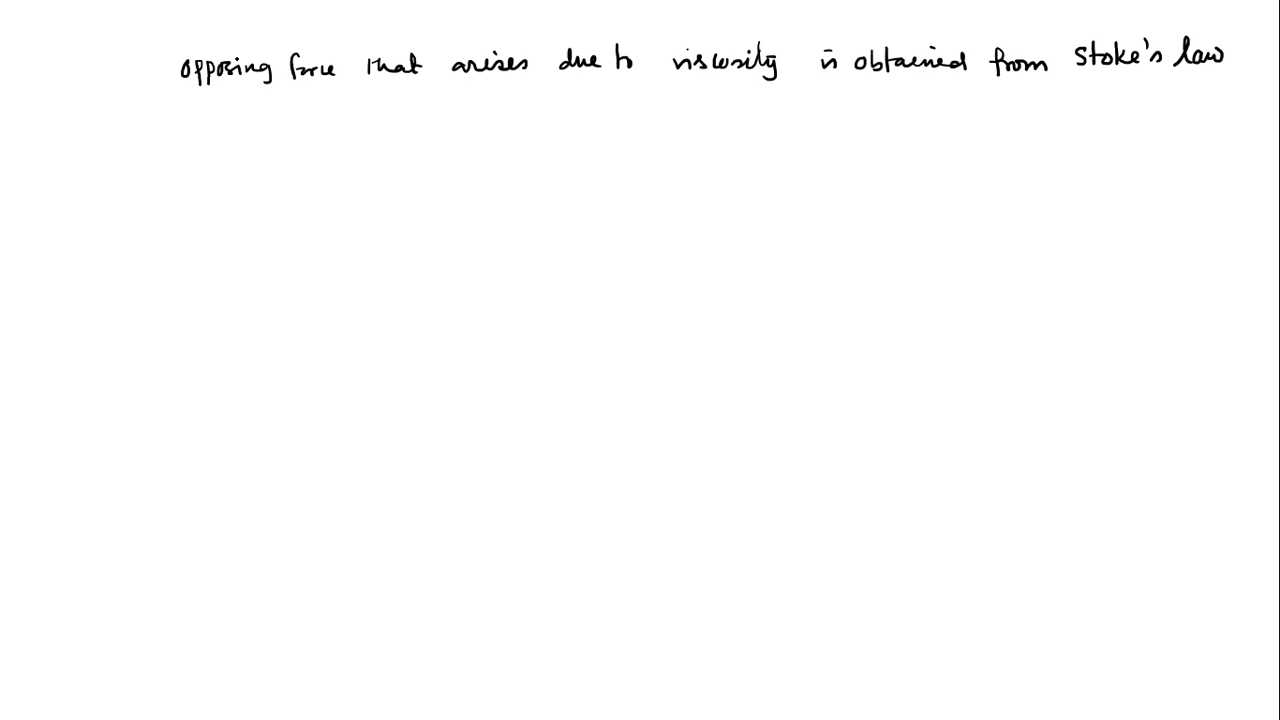 opposing force that arises due to viscosity is obtained from Stoke's law